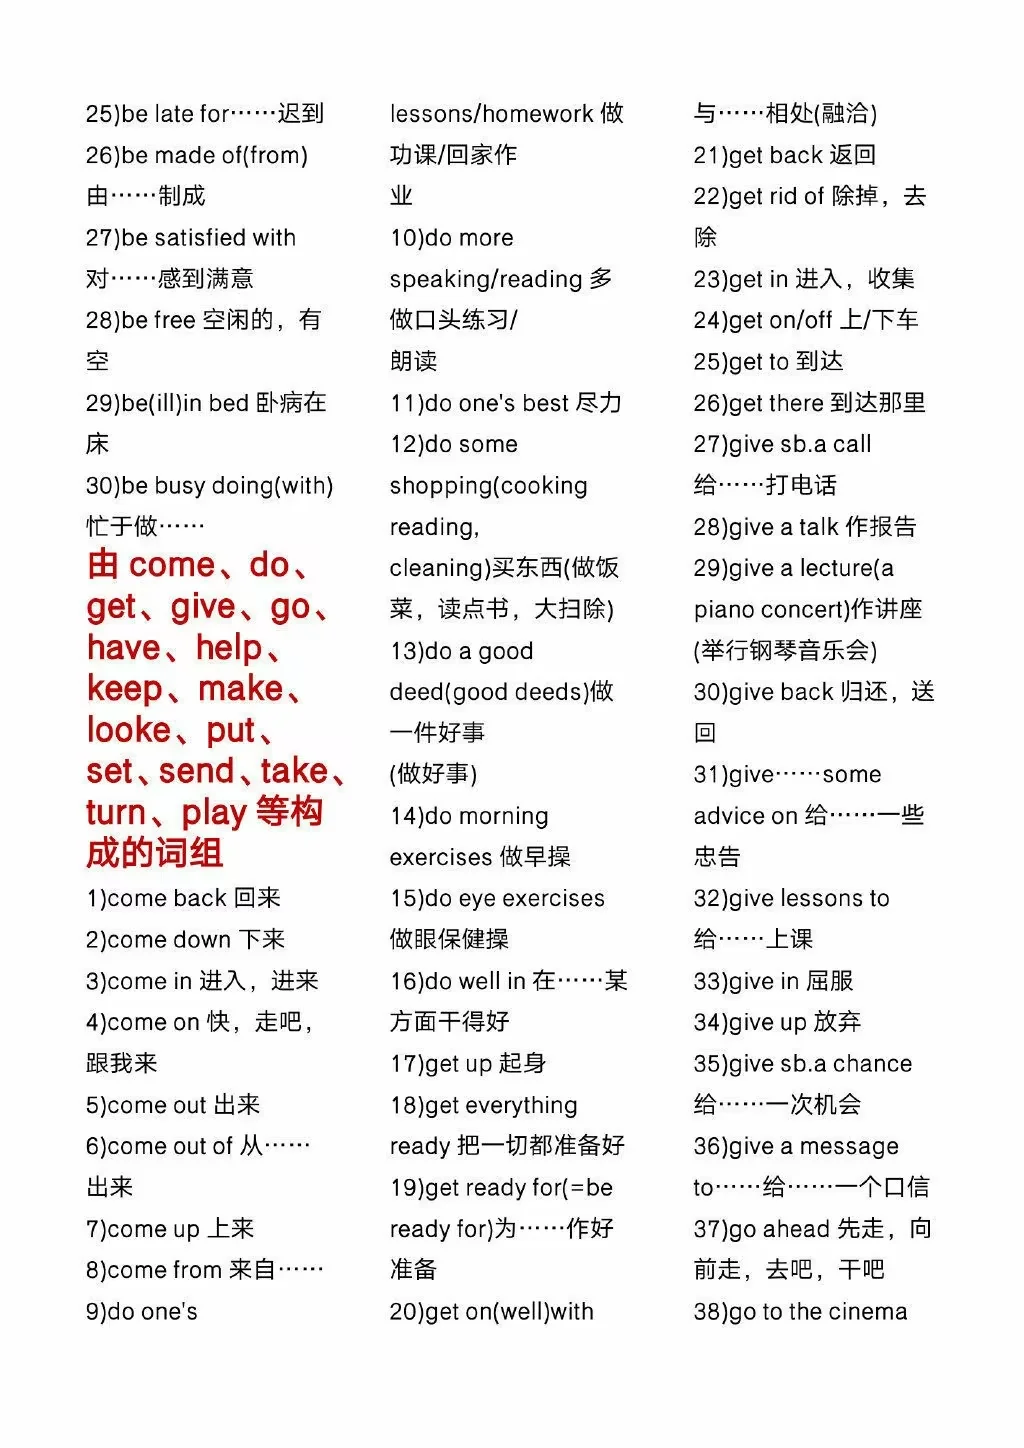 25)be late for……迟到
26)be made of(from)
由……制成
27)be satisfied with
对……感到满意
28)be free 空闲的，有
空
29)be(ill)in bed 卧病在
床
30)be busy doing(with)
忙于做……
由 come、do、
get、give、go、
have、help、
keep、make、
looke、put、
set、send、take、
turn、play 等构
成的词组
1)come back 回来
2)come down 下来
3)come in 进入，进来
4)come on 快，走吧，
跟我来
5)come out 出来
6)come out of 从……
出来
7)come up 上来
8)come from 来自……
9)do one's
lessons/homework 做
功课/回家作
业
10)do more
speaking/reading 多
做口头练习/
朗读
11)do one's best 尽力
12)do some
shopping(cooking
reading,
cleaning)买东西(做饭
菜，读点书，大扫除)
13)do a good
deed(good deeds)做
一件好事
(做好事)
14)do morning
exercises 做早操
15)do eye exercises
做眼保健操
16)do well in 在……某
方面干得好
17)get up 起身
18)get everything
ready 把一切都准备好
19)get ready for(=be
ready for)为……作好
准备
20)get on(well)with
与……相处(融洽)
21)get back 返回
22)get rid of 除掉，去
除
23)get in 进入，收集
24)get on/off 上/下车
25)get to 到达
26)get there 到达那里
27)give sb.a call
给……打电话
28)give a talk 作报告
29)give a lecture(a
piano concert)作讲座
(举行钢琴音乐会)
30)give back 归还，送
回
31)give……some
advice on 给……一些
忠告
32)give lessons to
给……上课
33)give in 屈服
34)give up 放弃
35)give sb.a chance
给……一次机会
36)give a message
to……给……一个口信
37)go ahead 先走，向
前走，去吧，干吧
38)go to the cinema